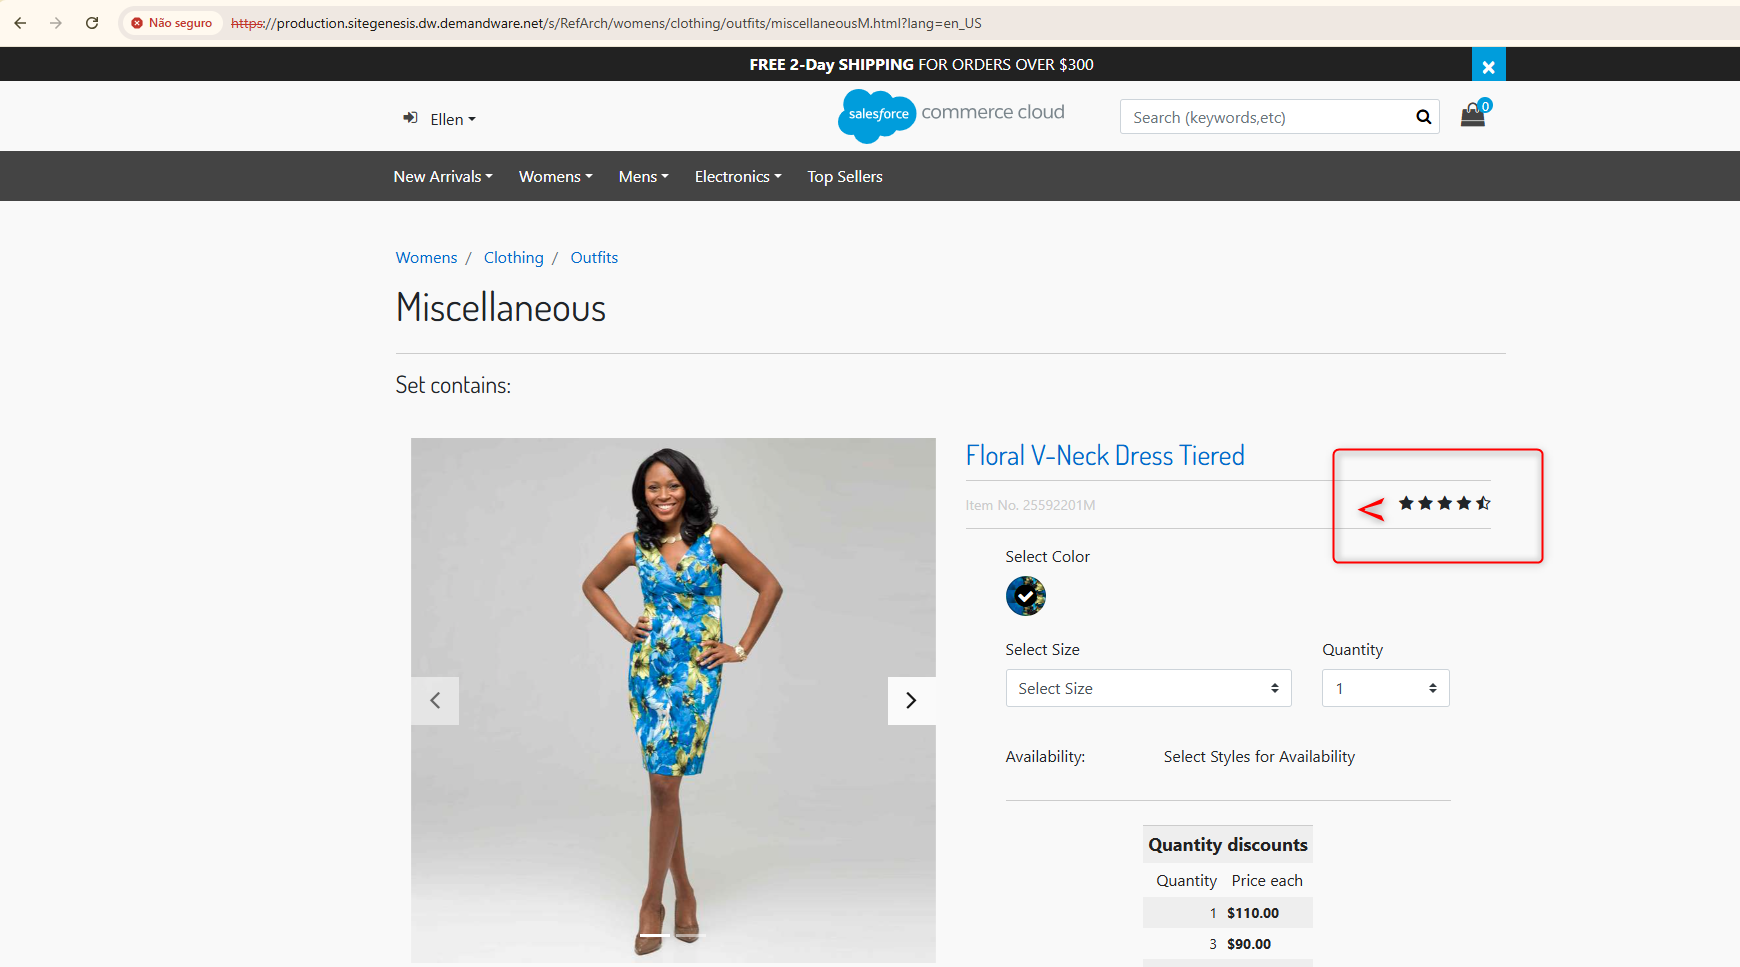 Não seguro https://production.sitegenesis.dw.demandware.net/s/RefArch/womens/clothing/outfits/miscellaneousM.html?lang=en_US
FREE 2-Day SHIPPING FOR ORDERS OVER $300
Ellen
salesforce commerce cloud
Search (keywords,etc)
0
New Arrivals Womens Mens Electronics Top Sellers
Womens / Clothing / Outfits
Miscellaneous
Set contains:
Floral V-Neck Dress Tiered
Item No. 25592201M
Select Color
Select Size Quantity
Select Size 1
Availability: Select Styles for Availability
Quantity discounts
Quantity Price each
1 $110.00
3 $90.00